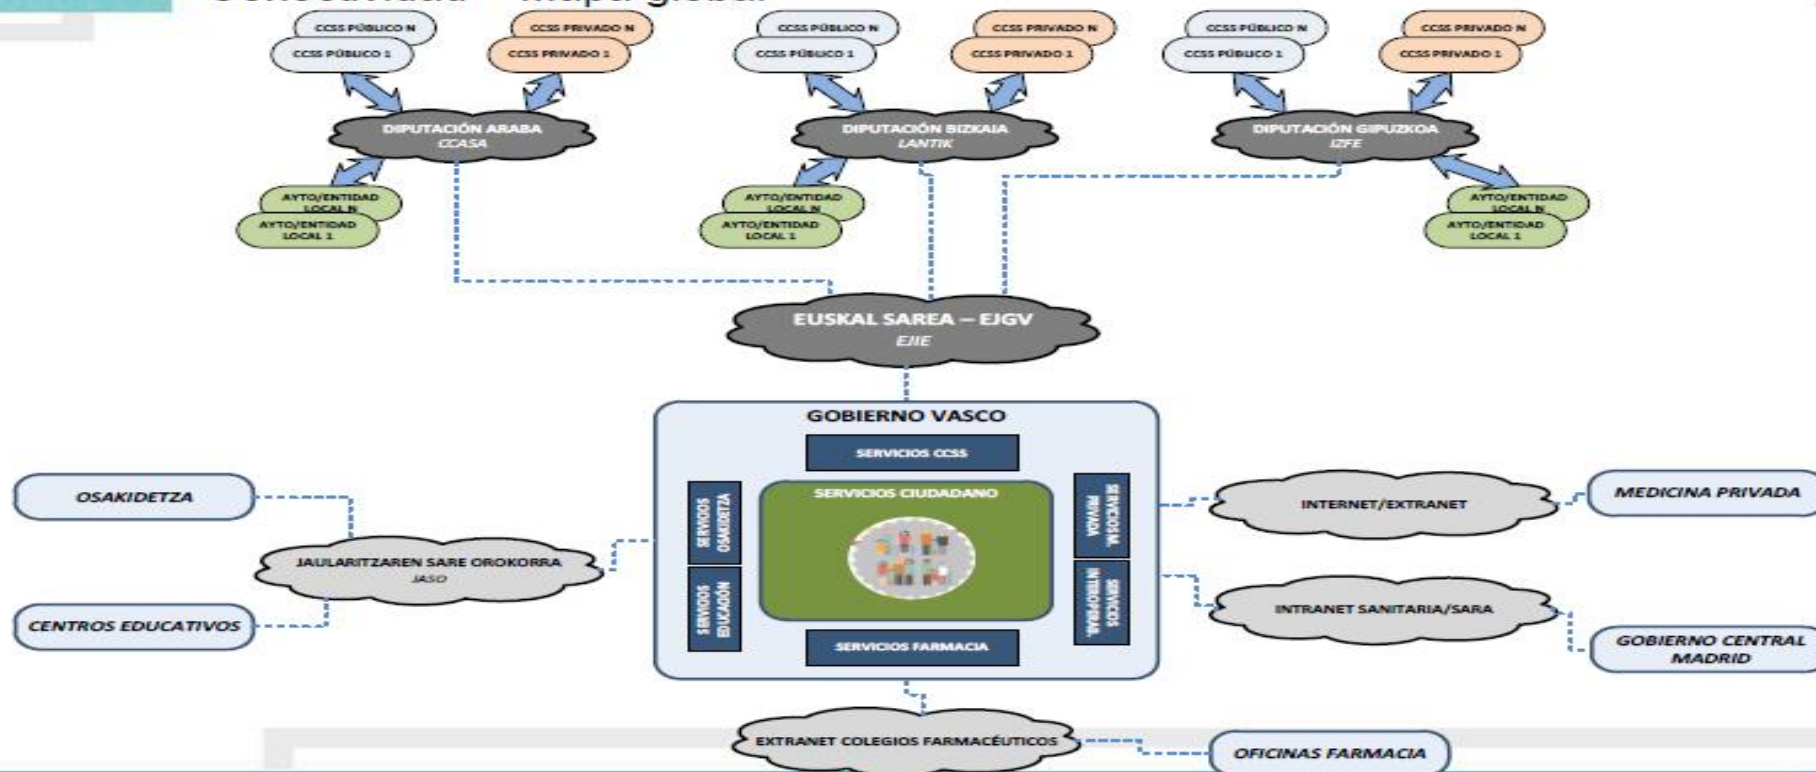 Conectividad – Mapa global
CCSS PÚBLICO N
CCSS PÚBLICO 1
CCSS PRIVADO N
CCSS PRIVADO 1
CCSS PÚBLICO N
CCSS PÚBLICO 1
CCSS PRIVADO N
CCSS PRIVADO 1
CCSS PÚBLICO N
CCSS PÚBLICO 1
CCSS PRIVADO N
CCSS PRIVADO 1
DIPUTACIÓN ARABA
CCASA
DIPUTACIÓN BIZKAIA
LANTIK
DIPUTACIÓN GIPUZKOA
IZFE
AYTO/ENTIDAD
LOCAL N
AYTO/ENTIDAD
LOCAL 1
AYTO/ENTIDAD
LOCAL N
AYTO/ENTIDAD
LOCAL 1
AYTO/ENTIDAD
LOCAL N
AYTO/ENTIDAD
LOCAL 1
EUSKAL SAREA – EJGV
EJIE
GOBIERNO VASCO
SERVICIOS CCSS
SERVICIOS
OSAKIDETZA
SERVICIOS
EDUCACIÓN
SERVICIOS CIUDADANO
SERVICIOS M.
PRIVADA
SERVICIOS
INTEROPERAB.
SERVICIOS FARMACIA
OSAKIDETZA
JAULARITZAREN SARE OROKORRA
JASO
CENTROS EDUCATIVOS
INTERNET/EXTRANET
MEDICINA PRIVADA
INTRANET SANITARIA/SARA
GOBIERNO CENTRAL
MADRID
EXTRANET COLEGIOS FARMACÉUTICOS
OFICINAS FARMACIA